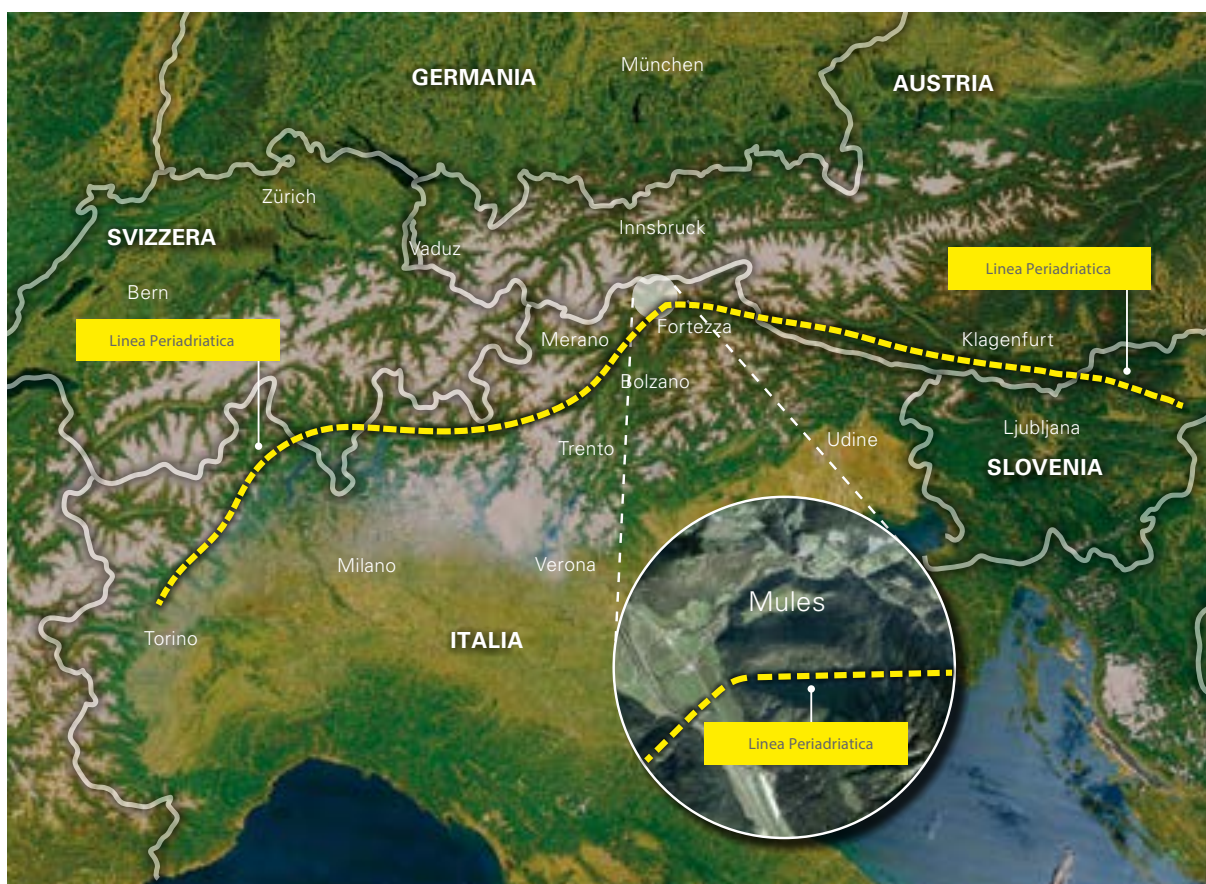 München
GERMANIA
AUSTRIA
Zürich
Innsbruck
SVIZZERA
Vaduz
Linea Periadriatica
Bern
Linea Periadriatica
Fortezza
Merano
Klagenfurt
Bolzano
Ljubljana
Udine
Trento
SLOVENIA
Milano
Verona
Mules
Torino
ITALIA
Linea Periadriatica